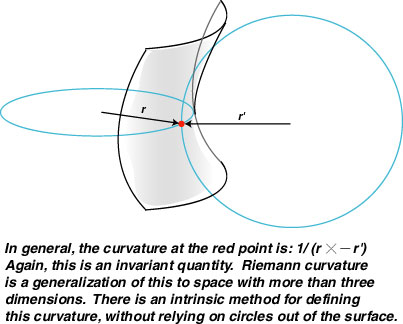 r
r'
In general, the curvature at the red point is: 1/(r ×−r')
Again, this is an invariant quantity. Riemann curvature
is a generalization of this to space with more than three
dimensions. There is an intrinsic method for defining
this curvature, without relying on circles out of the surface.